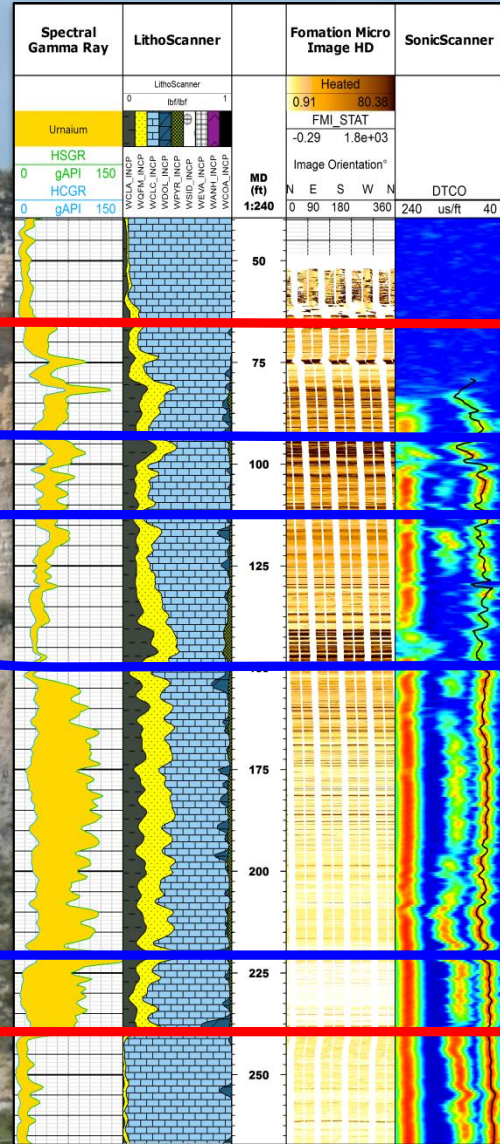 Spectral
Gamma Ray
LithoScanner
Fomation Micro
Image HD
SonicScanner
Urnaium
HSGR
0 gAPI 150
HCGR
0 gAPI 150
LithoScanner
0 lbf/lbf 1
WCLA_INCP
WQFM_INCP
WCLC_INCP
WDOL_INCP
WPYR_INCP
WSID_INCP
WEVA_INCP
WANH_INCP
WCOA_INCP
MD
(ft)
1:240
Heated
0.91 80.38
FMI_STAT
-0.29 1.8e+03
Image Orientation°
N E S W N
0 90 180 360
DTCO
240 us/ft 40
50
75
100
125
175
200
225
250